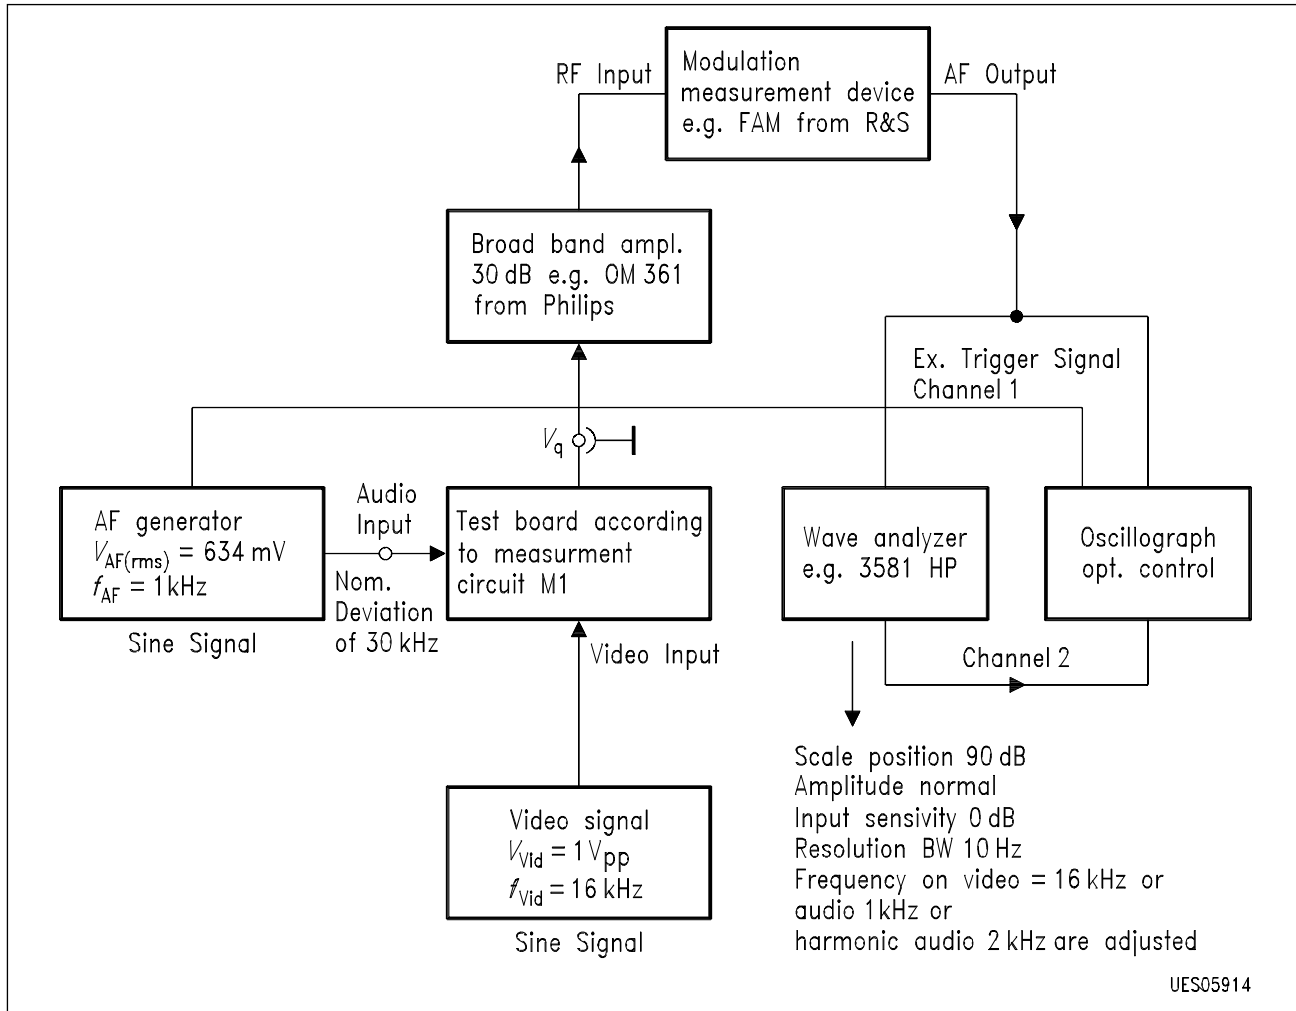 RF Input
Modulation
measurement device
e.g. FAM from R&S
AF Output
Broad band ampl.
30 dB e.g. OM 361
from Philips
Ex. Trigger Signal
Channel 1
Vq
AF generator
VAF(rms) = 634 mV
fAF = 1 kHz
Sine Signal
Audio
Input
Nom.
Deviation
of 30 kHz
Test board according
to measurment
circuit M1
Wave analyzer
e.g. 3581 HP
Oscillograph
opt. control
Video Input
Channel 2
Video signal
VVid = 1 Vpp
fVid = 16 kHz
Sine Signal
Scale position 90 dB
Amplitude normal
Input sensivity 0 dB
Resolution BW 10 Hz
Frequency on video = 16 kHz or
audio 1 kHz or
harmonic audio 2 kHz are adjusted
UES05914